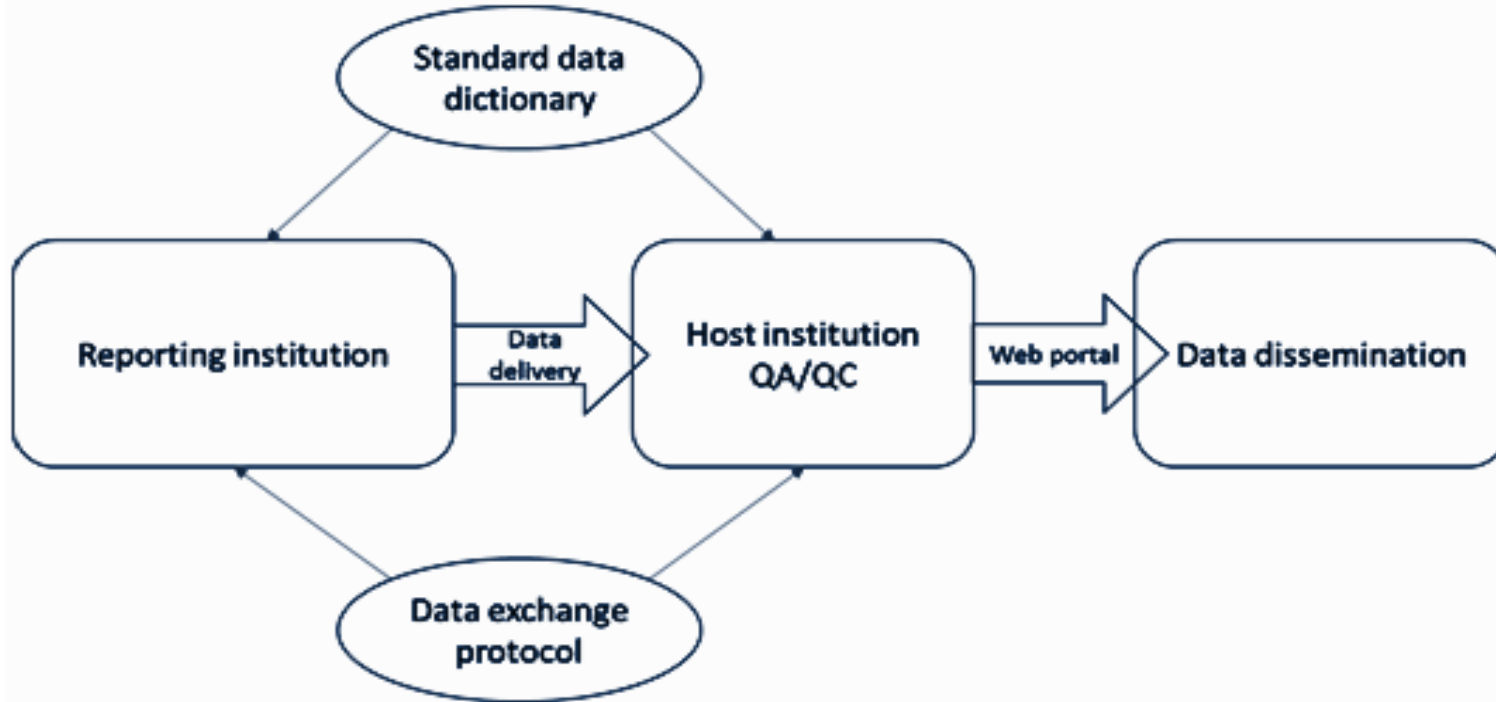 Standard data
dictionary
Reporting institution
Data
delivery
Host institution
QA/QC
Web portal
Data dissemination
Data exchange
protocol